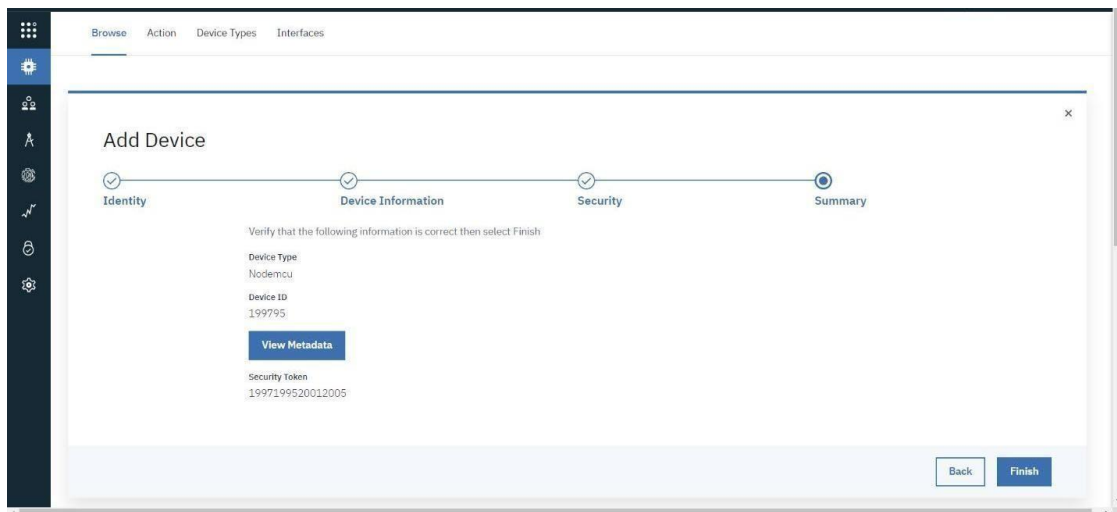 Browse Action Device Types Interfaces
Add Device
Identity Device Information Security Summary
Verify that the following information is correct then select Finish
Device Type
Nodemcu
Device ID
199795
View Metadata
Security Token
1997199520012005
Back Finish